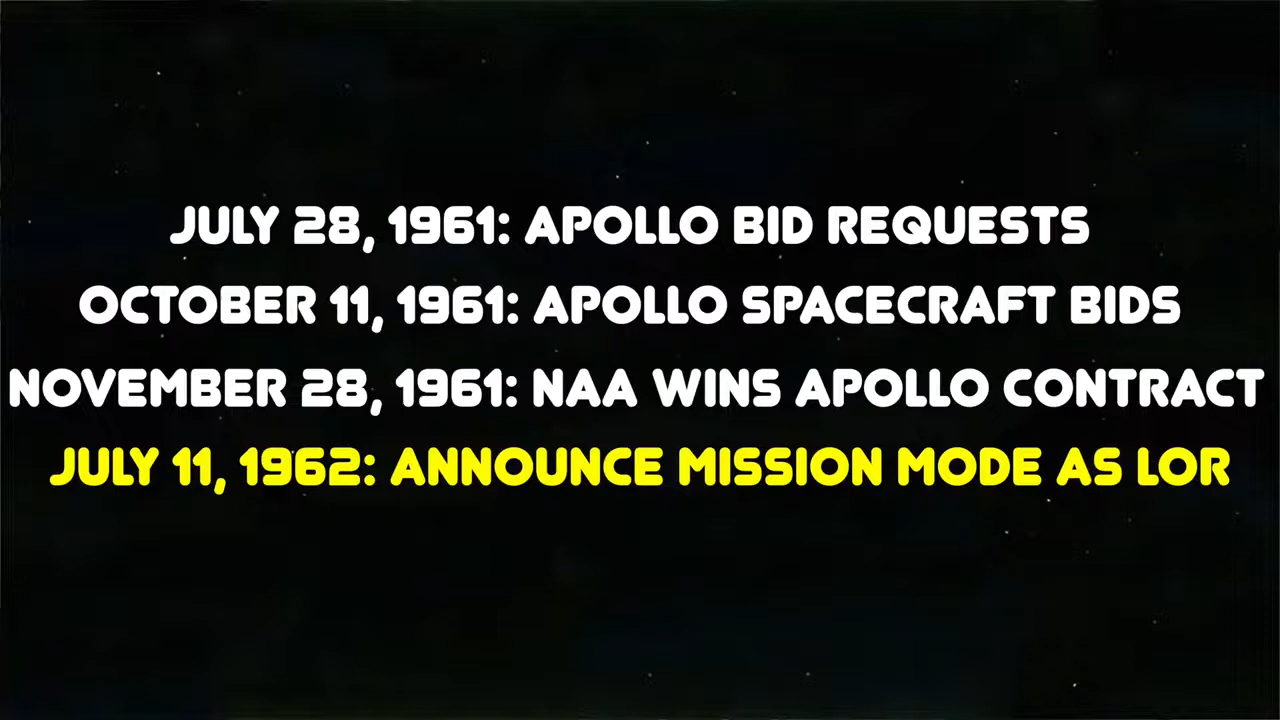 JULY 28, 1961: APOLLO BID REQUESTS
OCTOBER 11, 1961: APOLLO SPACECRAFT BIDS
NOVEMBER 28, 1961: NAA WINS APOLLO CONTRACT
JULY 11, 1962: ANNOUNCE MISSION MODE AS LOR